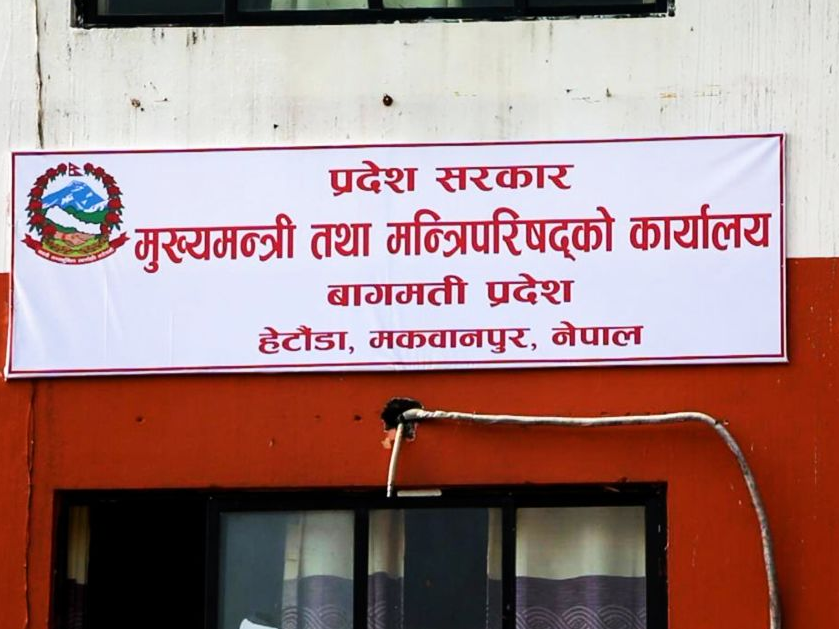 प्रदेश सरकार
मुख्यमन्त्री तथा मन्त्रिपरिषद्को कार्यालय
बागमती प्रदेश
हेटौंडा, मकवानपुर, नेपाल